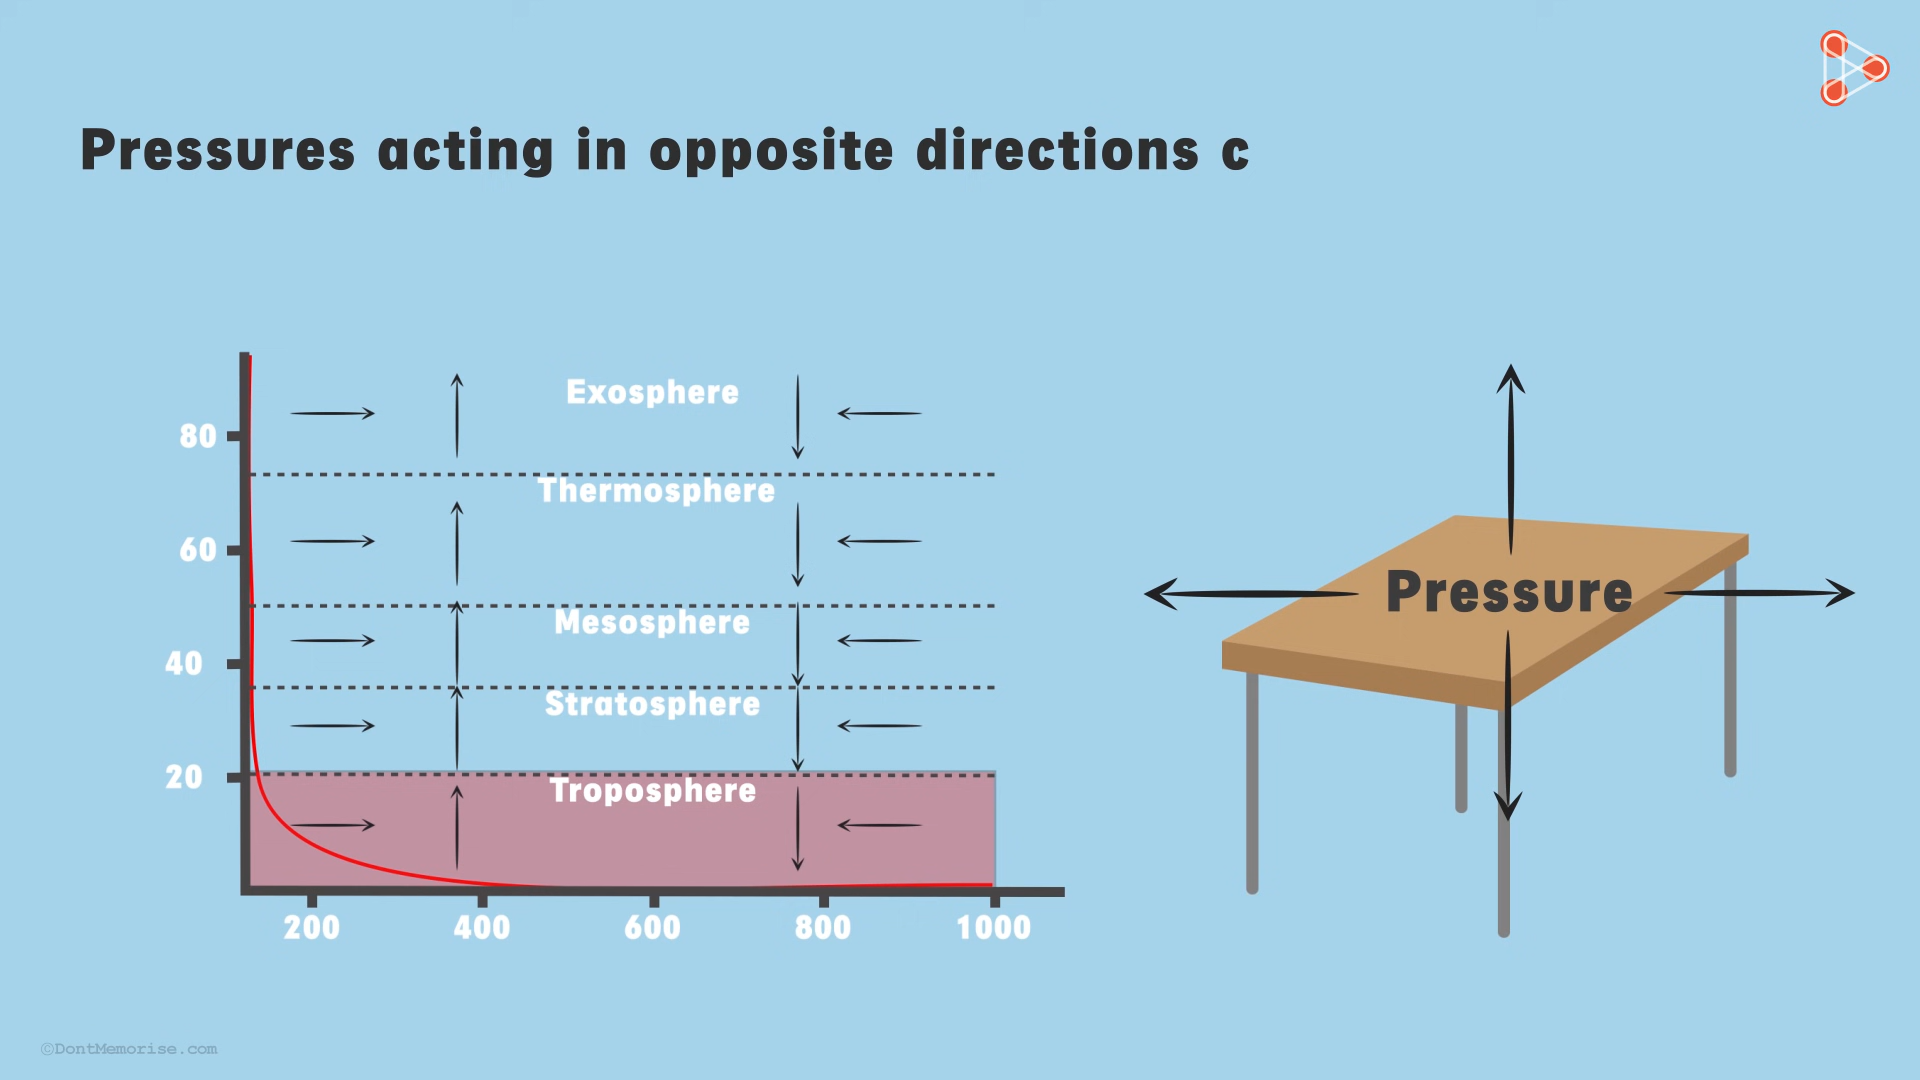 Pressures acting in opposite directions c
Exosphere
80
Thermosphere
60
Mesosphere
40
Stratosphere
20
Troposphere
200 400 600 800 1000
Pressure
©DontMemorise.com